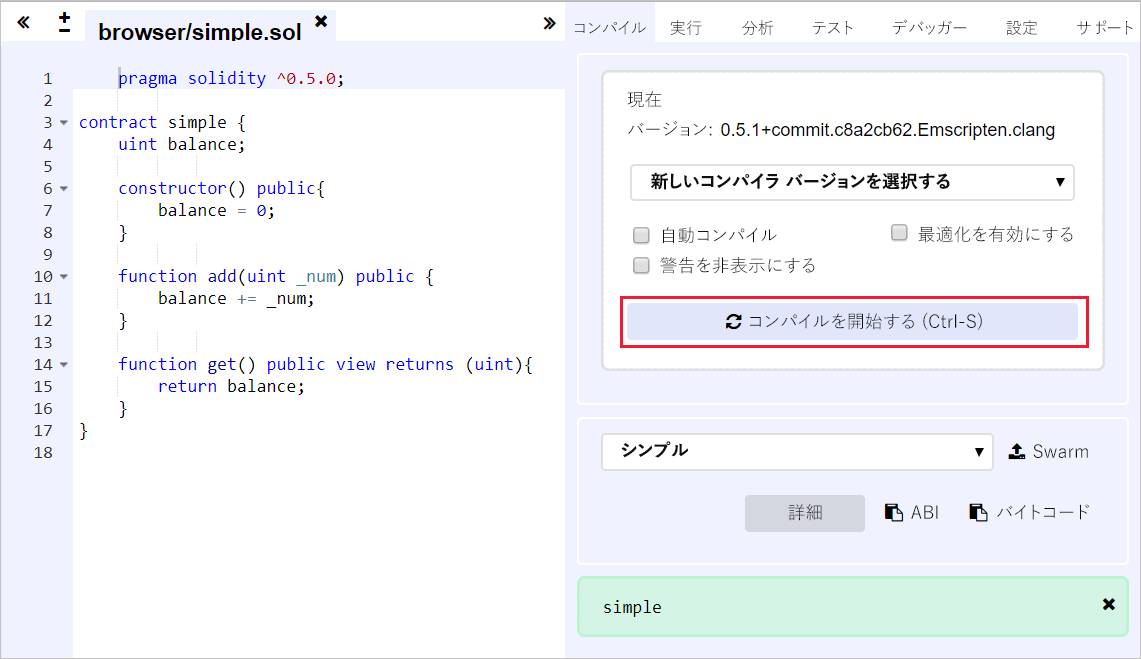 « ± browser/simple.sol ✖ »
1 pragma solidity ^0.5.0;
2
3 contract simple {
4 uint balance;
5
6 constructor() public{
7 balance = 0;
8 }
9
10 function add(uint _num) public {
11 balance += _num;
12 }
13
14 function get() public view returns (uint){
15 return balance;
16 }
17 }
18
コンパイル 実行 分析 テスト デバッガー 設定 サポート
現在
バージョン: 0.5.1+commit.c8a2cb62.Emscripten.clang
新しいコンパイラ バージョンを選択する
自動コンパイル 最適化を有効にする
警告を非表示にする
コンパイルを開始する (Ctrl-S)
シンプル Swarm
詳細 ABI バイトコード
simple ✖